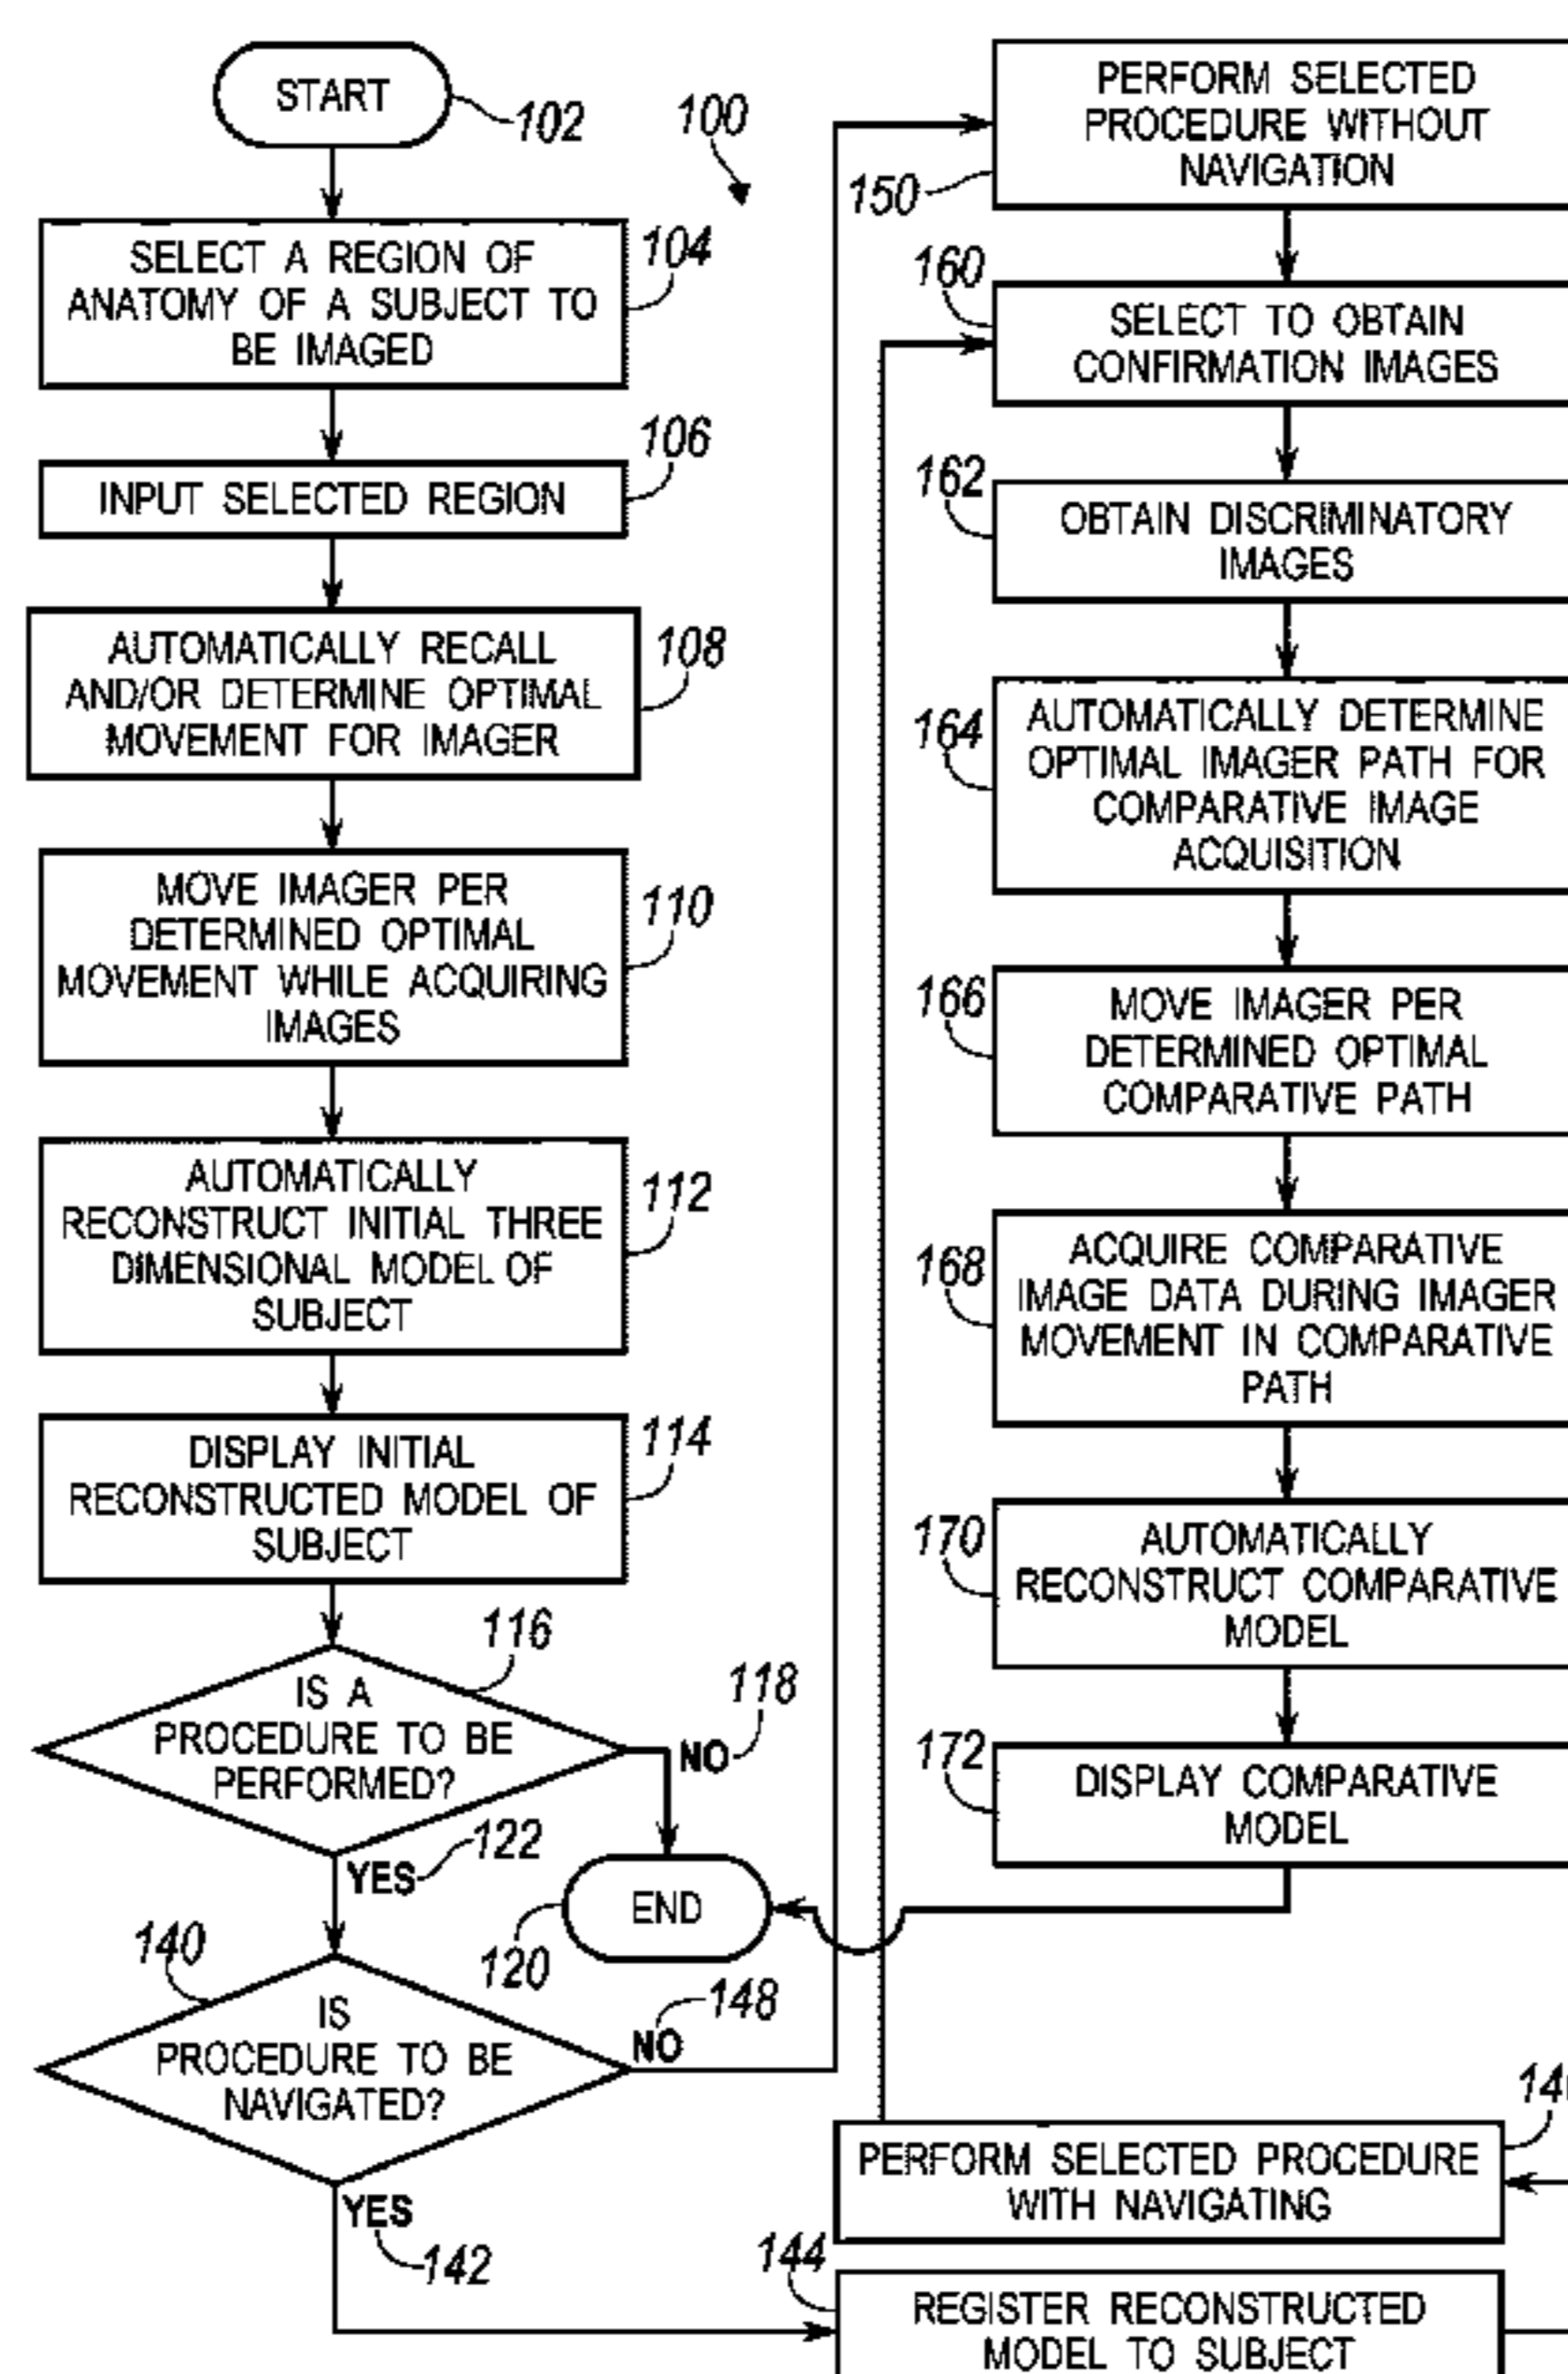 START
102
100
SELECT A REGION OF
ANATOMY OF A SUBJECT TO
BE IMAGED
104
INPUT SELECTED REGION
106
AUTOMATICALLY RECALL
AND/OR DETERMINE OPTIMAL
MOVEMENT FOR IMAGER
108
MOVE IMAGER PER
DETERMINED OPTIMAL
MOVEMENT WHILE ACQUIRING
IMAGES
110
AUTOMATICALLY
RECONSTRUCT INITIAL THREE
DIMENSIONAL MODEL OF
SUBJECT
112
DISPLAY INITIAL
RECONSTRUCTED MODEL OF
SUBJECT
114
IS A
PROCEDURE TO BE
PERFORMED?
116
NO
118
YES
122
END
120
IS
PROCEDURE TO BE
NAVIGATED?
140
NO
148
YES
142
PERFORM SELECTED
PROCEDURE WITHOUT
NAVIGATION
150
SELECT TO OBTAIN
CONFIRMATION IMAGES
160
OBTAIN DISCRIMINATORY
IMAGES
162
AUTOMATICALLY DETERMINE
OPTIMAL IMAGER PATH FOR
COMPARATIVE IMAGE
ACQUISITION
164
MOVE IMAGER PER
DETERMINED OPTIMAL
COMPARATIVE PATH
166
ACQUIRE COMPARATIVE
IMAGE DATA DURING IMAGER
MOVEMENT IN COMPARATIVE
PATH
168
AUTOMATICALLY
RECONSTRUCT COMPARATIVE
MODEL
170
DISPLAY COMPARATIVE
MODEL
172
PERFORM SELECTED PROCEDURE
WITH NAVIGATING
REGISTER RECONSTRUCTED
MODEL TO SUBJECT
144